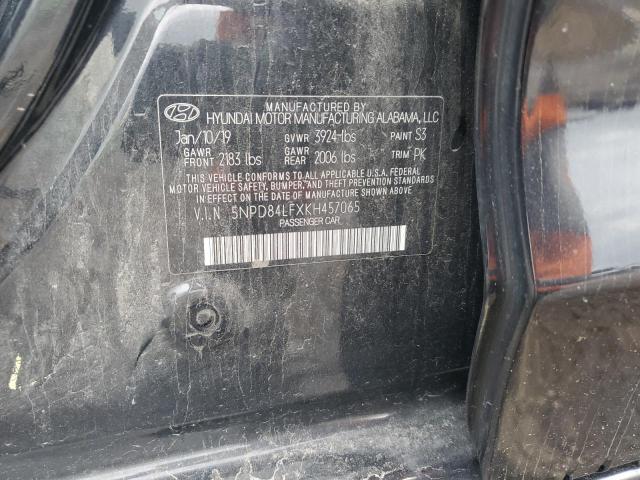 MANUFACTURED BY
HYUNDAI MOTOR MANUFACTURING ALABAMA, LLC
Jan/10/19 GVWR 3924 lbs PAINT S3
GAWR FRONT 2183 lbs GAWR REAR 2006 lbs TRIM PK
THIS VEHICLE CONFORMS TO ALL APPLICABLE U.S.A. FEDERAL
MOTOR VEHICLE SAFETY, BUMPER, AND THEFT PREVENTION STANDARDS
IN EFFECT ON THE DATE OF MANUFACTURE SHOWN ABOVE.
V.I.N 5NPD84LFXKH457065
PASSENGER CAR